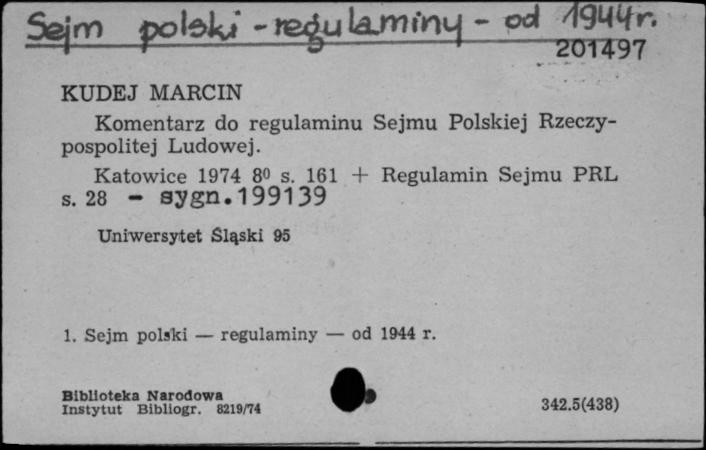 Sejm polski - regulaminy - od 1944r.
201497
KUDEJ MARCIN
Komentarz do regulaminu Sejmu Polskiej Rzeczy-
pospolitej Ludowej.
Katowice 1974 8⁰ s. 161 + Regulamin Sejmu PRL
s. 28 - sygn.199139
Uniwersytet Śląski 95
1. Sejm polski — regulaminy — od 1944 r.
Biblioteka Narodowa
Instytut Bibliogr. 8219/74
342.5(438)